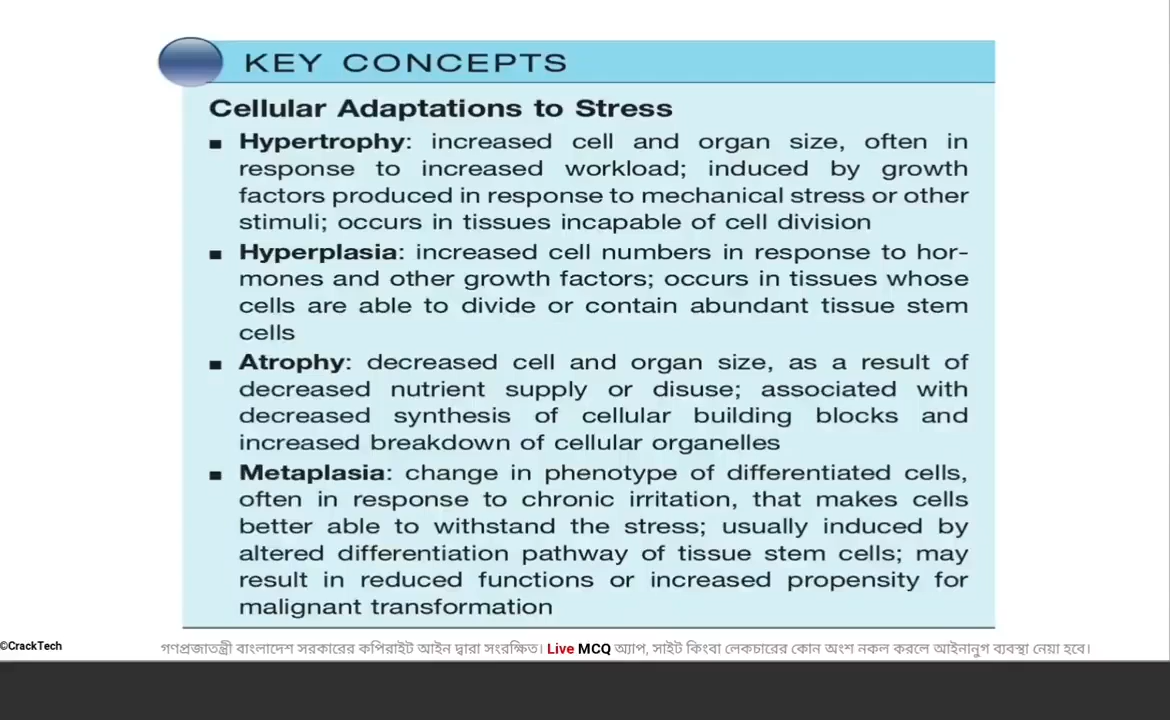 KEY CONCEPTS
Cellular Adaptations to Stress
■ Hypertrophy: increased cell and organ size, often in
response to increased workload; induced by growth
factors produced in response to mechanical stress or other
stimuli; occurs in tissues incapable of cell division
■ Hyperplasia: increased cell numbers in response to hor-
mones and other growth factors; occurs in tissues whose
cells are able to divide or contain abundant tissue stem
cells
■ Atrophy: decreased cell and organ size, as a result of
decreased nutrient supply or disuse; associated with
decreased synthesis of cellular building blocks and
increased breakdown of cellular organelles
■ Metaplasia: change in phenotype of differentiated cells,
often in response to chronic irritation, that makes cells
better able to withstand the stress; usually induced by
altered differentiation pathway of tissue stem cells; may
result in reduced functions or increased propensity for
malignant transformation
©CrackTech
গণপ্রজাতন্ত্রী বাংলাদেশ সরকারের কপিরাইট আইন দ্বারা সংরক্ষিত। Live MCQ অ্যাপ, সাইট কিংবা লেকচারের কোন অংশ নকল করলে আইনানুগ ব্যবস্থা নেয়া হবে।